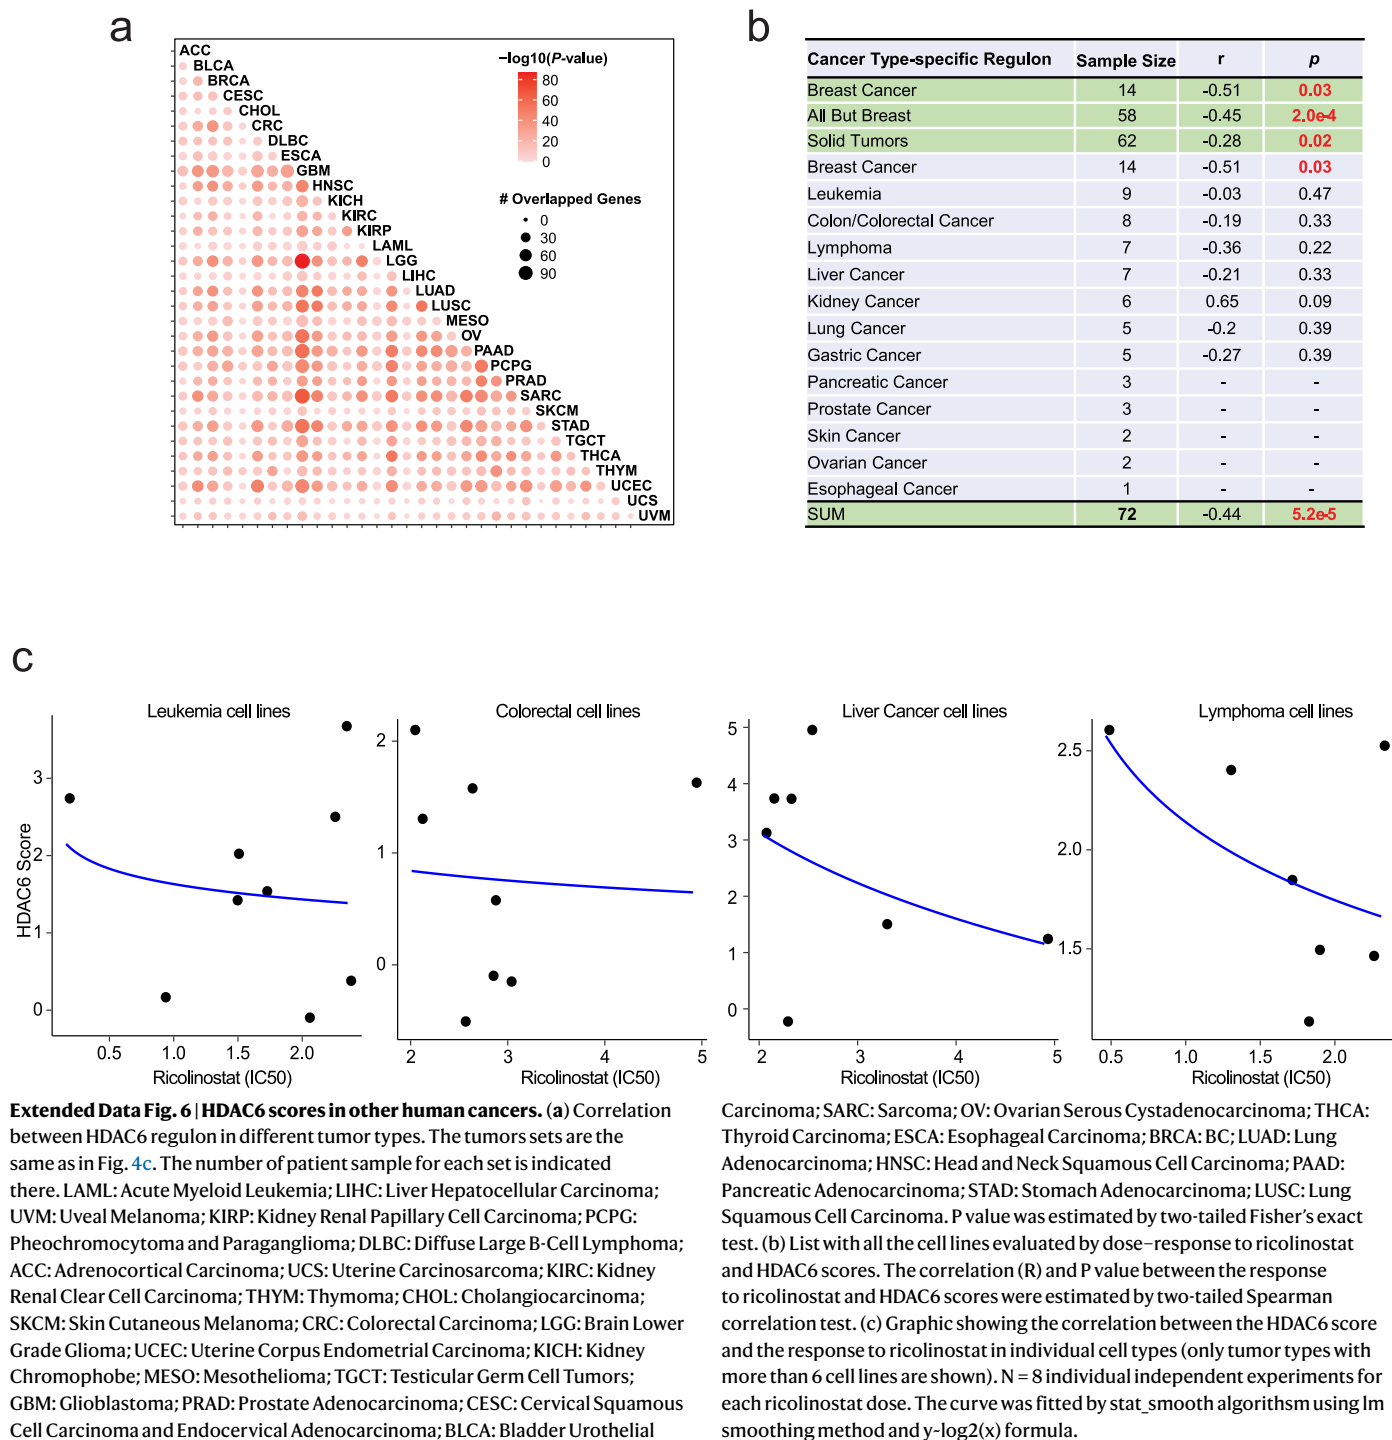 a
ACC
BLCA
BRCA
CESC
CHOL
CRC
DLBC
ESCA
GBM
HNSC
KICH
KIRC
KIRP
LAML
LGG
LIHC
LUAD
LUSC
MESO
OV
PAAD
PCPG
PRAD
SARC
SKCM
STAD
TGCT
THCA
THYM
UCEC
UCS
UVM
−log10(P-value)
80
60
40
20
0
# Overlapped Genes
0
30
60
90
b
Cancer Type-specific Regulon Sample Size r p
Breast Cancer 14 -0.51 0.03
All But Breast 58 -0.45 2.0e-4
Solid Tumors 62 -0.28 0.02
Breast Cancer 14 -0.51 0.03
Leukemia 9 -0.03 0.47
Colon/Colorectal Cancer 8 -0.19 0.33
Lymphoma 7 -0.36 0.22
Liver Cancer 7 -0.21 0.33
Kidney Cancer 6 0.65 0.09
Lung Cancer 5 -0.2 0.39
Gastric Cancer 5 -0.27 0.39
Pancreatic Cancer 3 - -
Prostate Cancer 3 - -
Skin Cancer 2 - -
Ovarian Cancer 2 - -
Esophageal Cancer 1 - -
SUM 72 -0.44 5.2e-5
c
Leukemia cell lines
HDAC6 Score
3
2
1
0
0.5 1.0 1.5 2.0
Ricolinostat (IC50)
Colorectal cell lines
2
1
0
2 3 4 5
Ricolinostat (IC50)
Liver Cancer cell lines
5
4
3
2
1
0
2 3 4 5
Ricolinostat (IC50)
Lymphoma cell lines
2.5
2.0
1.5
0.5 1.0 1.5 2.0
Ricolinostat (IC50)
Extended Data Fig. 6 | HDAC6 scores in other human cancers. (a) Correlation
between HDAC6 regulon in different tumor types. The tumors sets are the
same as in Fig. 4c. The number of patient sample for each set is indicated
there. LAML: Acute Myeloid Leukemia; LIHC: Liver Hepatocellular Carcinoma;
UVM: Uveal Melanoma; KIRP: Kidney Renal Papillary Cell Carcinoma; PCPG:
Pheochromocytoma and Paraganglioma; DLBC: Diffuse Large B-Cell Lymphoma;
ACC: Adrenocortical Carcinoma; UCS: Uterine Carcinosarcoma; KIRC: Kidney
Renal Clear Cell Carcinoma; THYM: Thymoma; CHOL: Cholangiocarcinoma;
SKCM: Skin Cutaneous Melanoma; CRC: Colorectal Carcinoma; LGG: Brain Lower
Grade Glioma; UCEC: Uterine Corpus Endometrial Carcinoma; KICH: Kidney
Chromophobe; MESO: Mesothelioma; TGCT: Testicular Germ Cell Tumors;
GBM: Glioblastoma; PRAD: Prostate Adenocarcinoma; CESC: Cervical Squamous
Cell Carcinoma and Endocervical Adenocarcinoma; BLCA: Bladder Urothelial
Carcinoma; SARC: Sarcoma; OV: Ovarian Serous Cystadenocarcinoma; THCA:
Thyroid Carcinoma; ESCA: Esophageal Carcinoma; BRCA: BC; LUAD: Lung
Adenocarcinoma; HNSC: Head and Neck Squamous Cell Carcinoma; PAAD:
Pancreatic Adenocarcinoma; STAD: Stomach Adenocarcinoma; LUSC: Lung
Squamous Cell Carcinoma. P value was estimated by two-tailed Fisher's exact
test. (b) List with all the cell lines evaluated by dose–response to ricolinostat
and HDAC6 scores. The correlation (R) and P value between the response
to ricolinostat and HDAC6 scores were estimated by two-tailed Spearman
correlation test. (c) Graphic showing the correlation between the HDAC6 score
and the response to ricolinostat in individual cell types (only tumor types with
more than 6 cell lines are shown). N = 8 individual independent experiments for
each ricolinostat dose. The curve was fitted by stat_smooth algorithsm using lm
smoothing method and y~log2(x) formula.